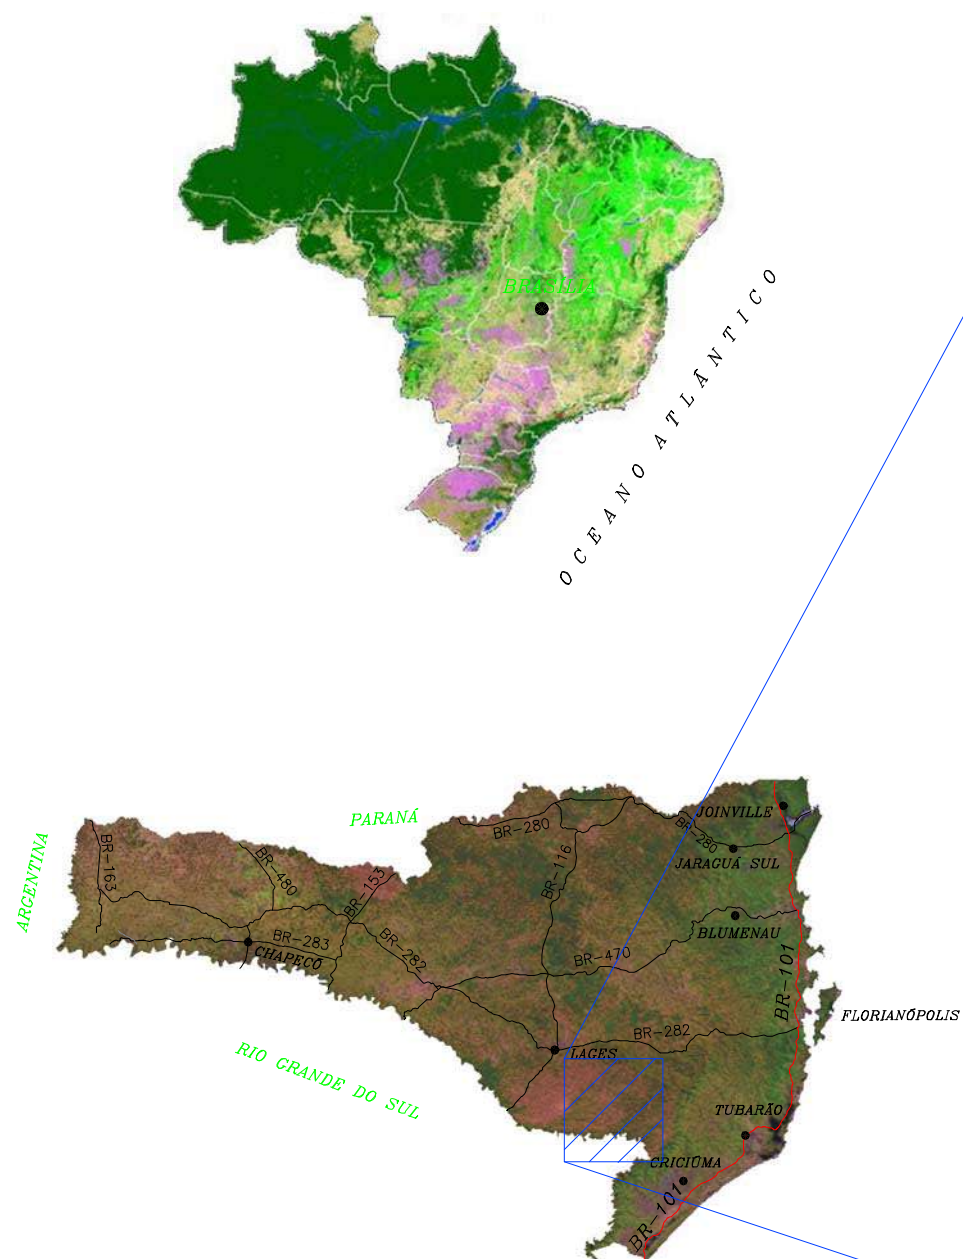 BRASÍLIA
OCEANO ATLÂNTICO
PARANÁ
ARGENTINA
RIO GRANDE DO SUL
JOINVILLE
BR-280
BR-280
JARAGUÁ SUL
BR-163
BR-480
BR-153
BR-116
BLUMENAU
BR-283
CHAPECÓ
BR-282
BR-470
BR-101
FLORIANÓPOLIS
BR-282
LAGES
TUBARÃO
CRICIÚMA
BR-101